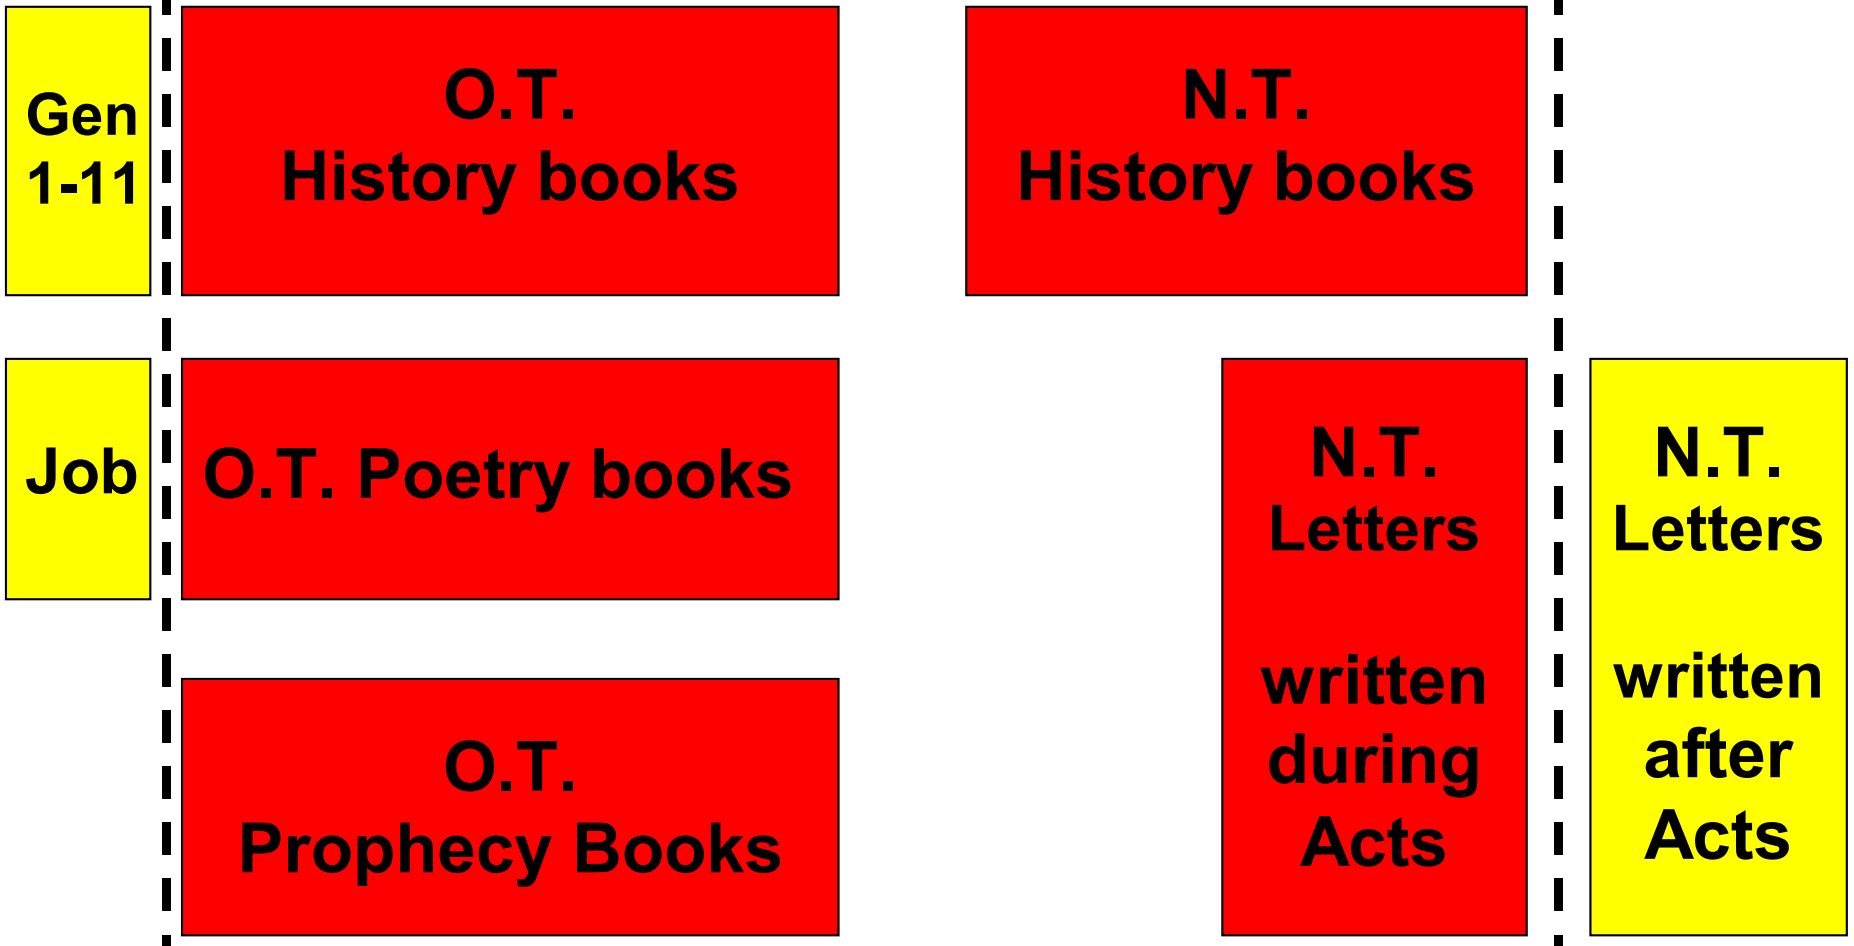 Gen
1-11
O.T.
History books
N.T.
History books
Job
O.T. Poetry books
O.T.
Prophecy Books
N.T.
Letters
written
during
Acts
N.T.
Letters
written
after
Acts